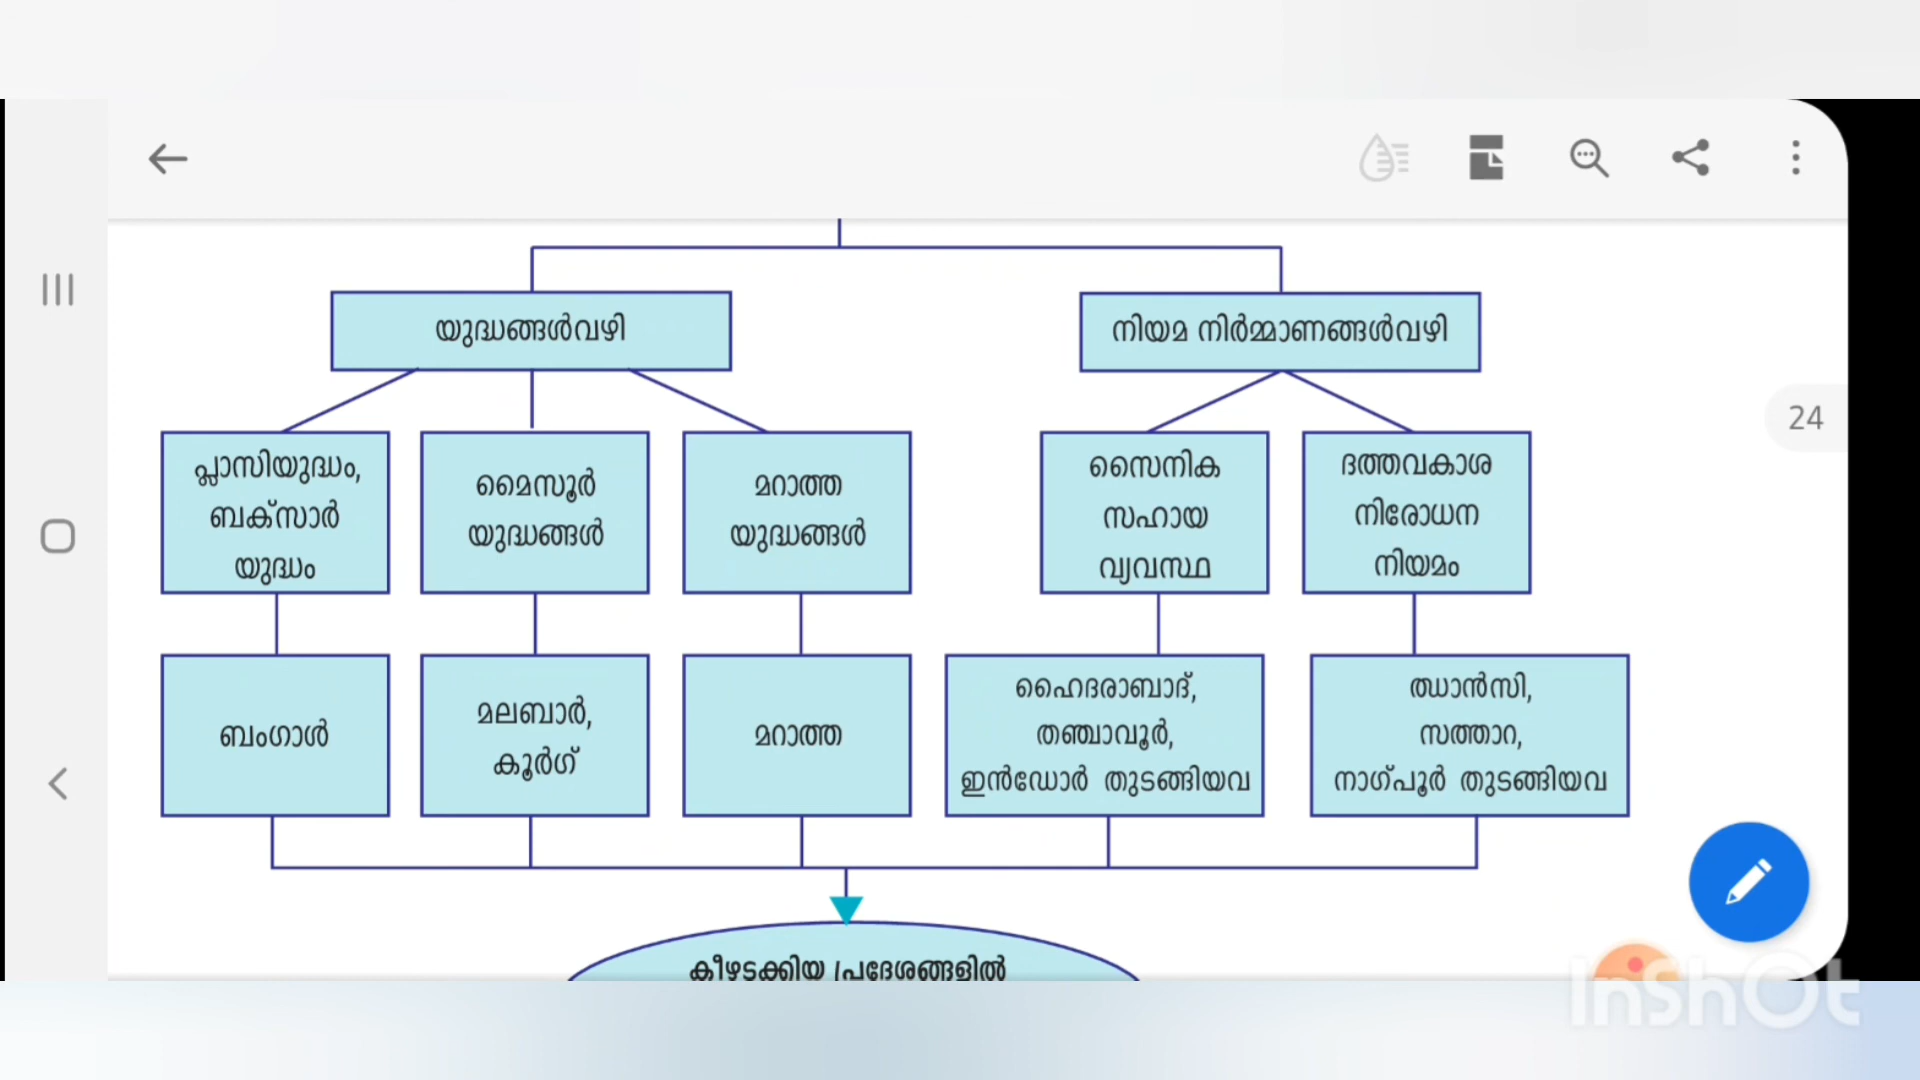 24
യുദ്ധങ്ങൾവഴി
നിയമ നിർമ്മാണങ്ങൾവഴി
പ്ലാസിയുദ്ധം,
ബക്സാർ
യുദ്ധം
മൈസൂർ
യുദ്ധങ്ങൾ
മറാത്ത
യുദ്ധങ്ങൾ
സൈനിക
സഹായ
വ്യവസ്ഥ
ദത്തവകാശ
നിരോധന
നിയമം
ബംഗാൾ
മലബാർ,
കൂർഗ്
മറാത്ത
ഹൈദരാബാദ്,
തഞ്ചാവൂർ,
ഇൻഡോർ തുടങ്ങിയവ
ഝാൻസി,
സത്താറ,
നാഗ്പൂർ തുടങ്ങിയവ
കീഴടക്കിയ പ്രദേശങ്ങളിൽ
InShOt